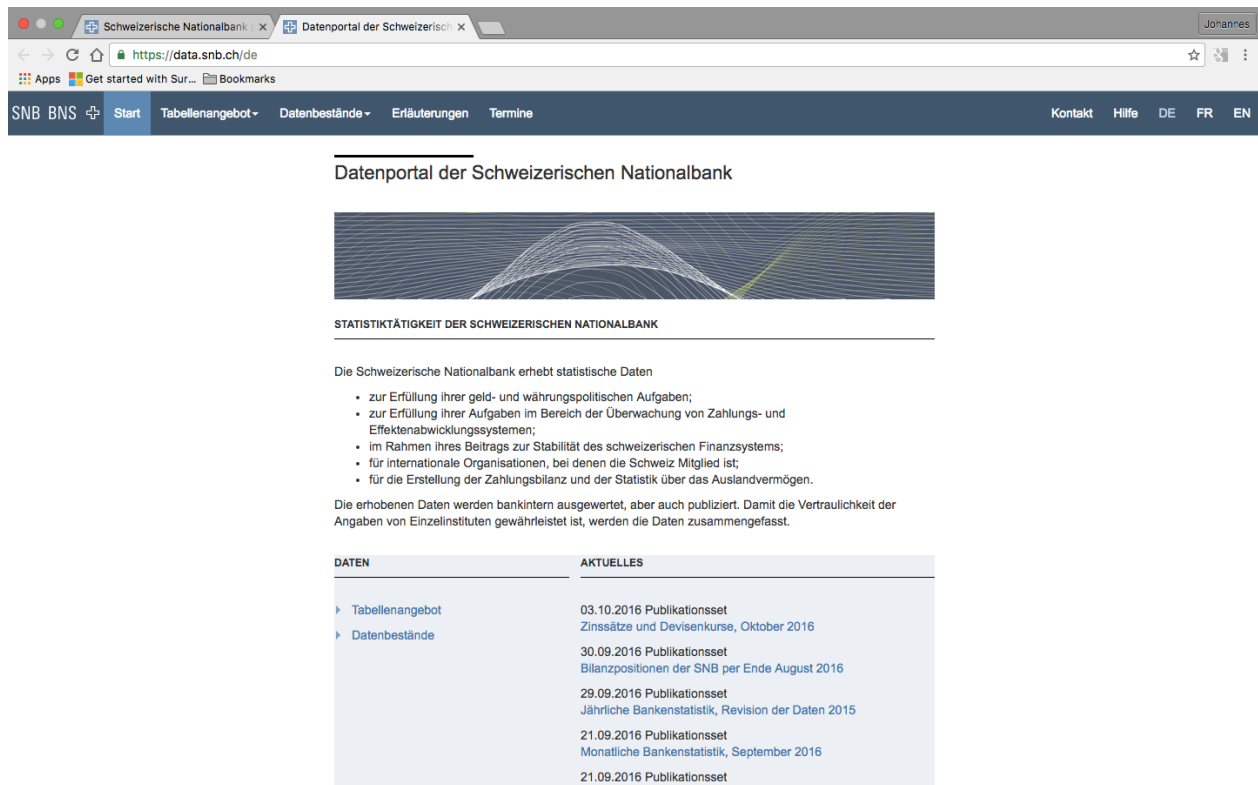 Schweizerische Nationalbank
Datenportal der Schweizerisch
Johannes
https://data.snb.ch/de
Apps Get started with Sur... Bookmarks
SNB BNS Start Tabellenangebot Datenbestände Erläuterungen Termine Kontakt Hilfe DE FR EN
Datenportal der Schweizerischen Nationalbank
STATISTIKTÄTIGKEIT DER SCHWEIZERISCHEN NATIONALBANK
Die Schweizerische Nationalbank erhebt statistische Daten
• zur Erfüllung ihrer geld- und währungspolitischen Aufgaben;
• zur Erfüllung ihrer Aufgaben im Bereich der Überwachung von Zahlungs- und
Effektenabwicklungssystemen;
• im Rahmen ihres Beitrags zur Stabilität des schweizerischen Finanzsystems;
• für internationale Organisationen, bei denen die Schweiz Mitglied ist;
• für die Erstellung der Zahlungsbilanz und der Statistik über das Auslandvermögen.
Die erhobenen Daten werden bankintern ausgewertet, aber auch publiziert. Damit die Vertraulichkeit der
Angaben von Einzelinstituten gewährleistet ist, werden die Daten zusammengefasst.
DATEN
Tabellenangebot
Datenbestände
AKTUELLES
03.10.2016 Publikationsset
Zinssätze und Devisenkurse, Oktober 2016
30.09.2016 Publikationsset
Bilanzpositionen der SNB per Ende August 2016
29.09.2016 Publikationsset
Jährliche Bankenstatistik, Revision der Daten 2015
21.09.2016 Publikationsset
Monatliche Bankenstatistik, September 2016
21.09.2016 Publikationsset